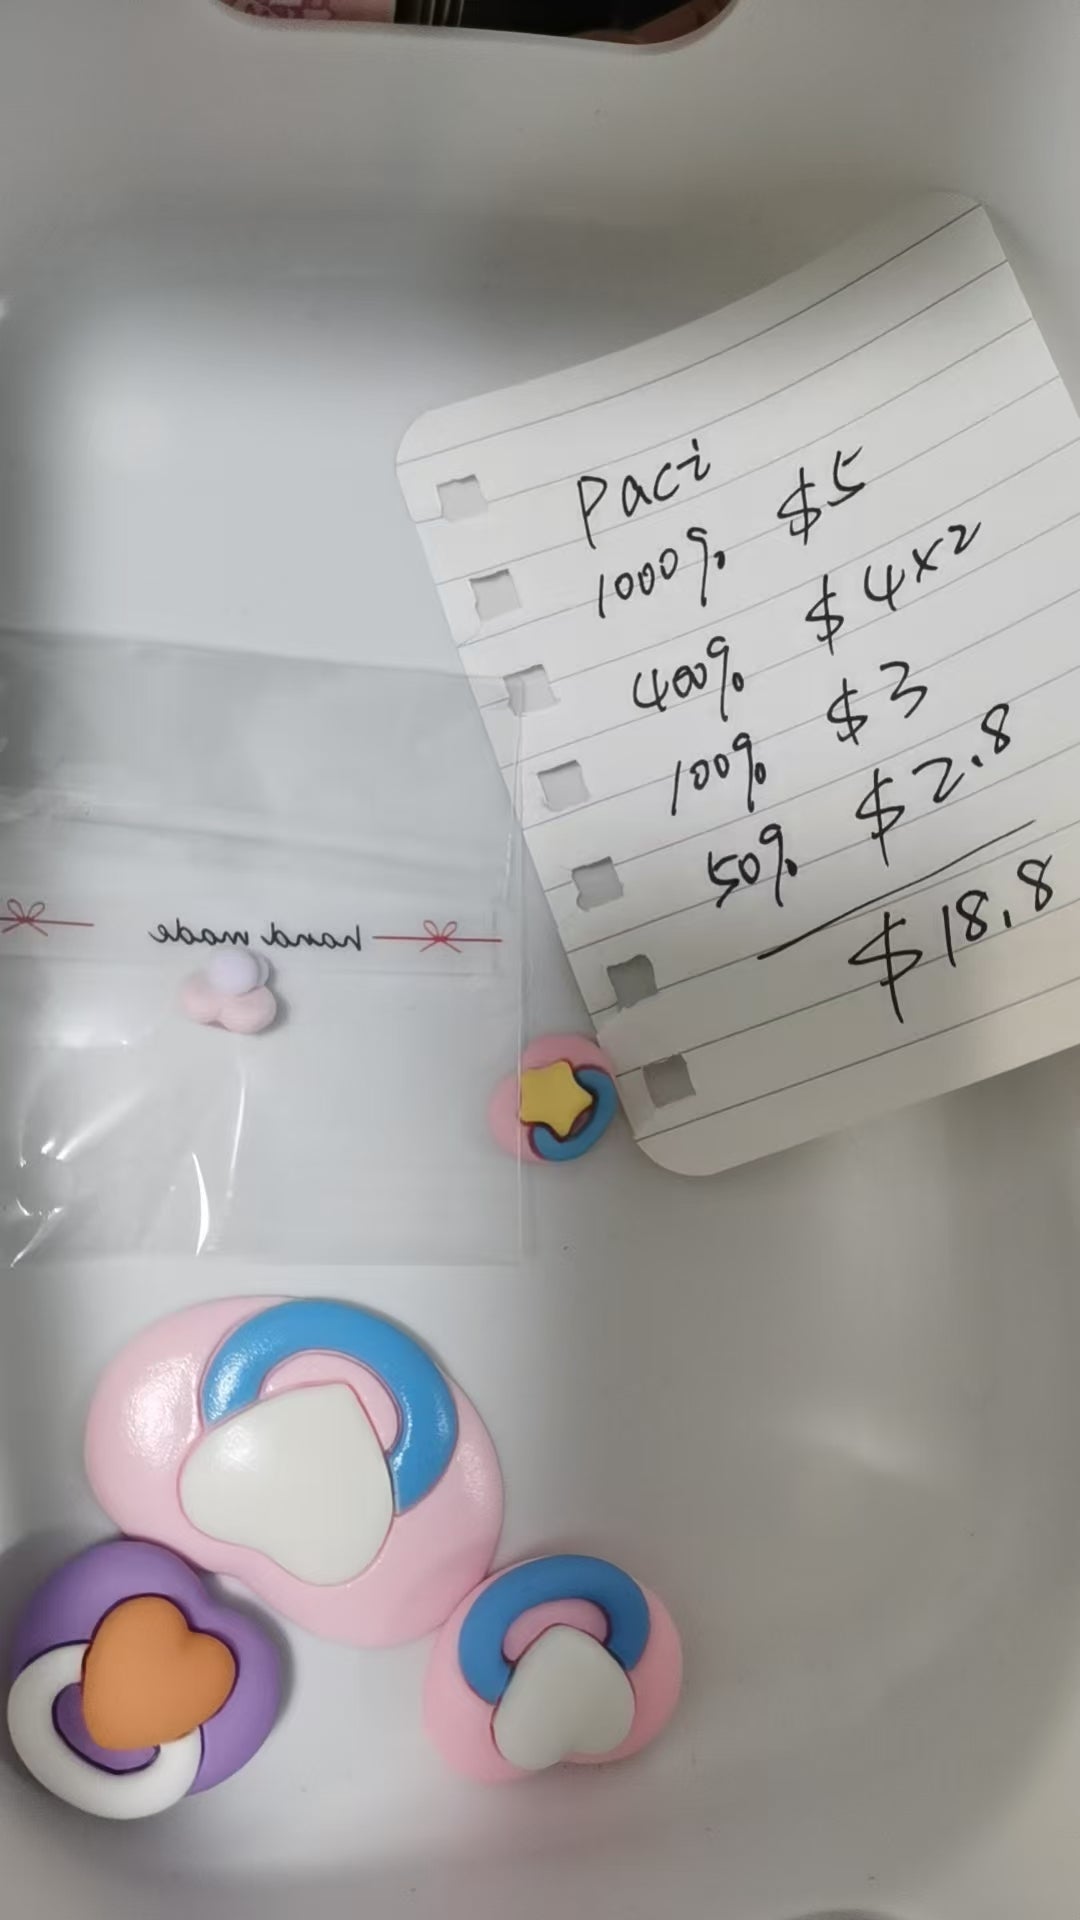 Paci
1000% $5
400% $4x2
100% $3
50% $2.8
$18.8
hand made